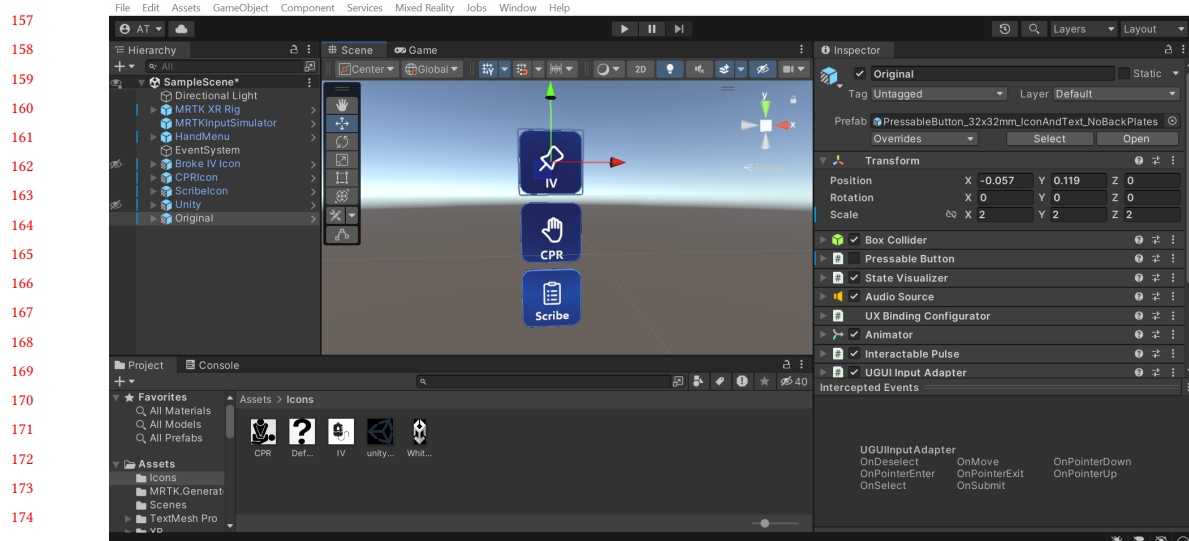 File Edit Assets GameObject Component Services Mixed Reality Jobs Window Help
157
158
159
160
161
162
163
164
165
166
167
168
169
170
171
172
173
174
AT
Layers
Layout
Hierarchy
All
SampleScene*
Directional Light
MRTK XR Rig
MRTKInputSimulator
HandMenu
EventSystem
Broke IV Icon
CPRIcon
ScribeIcon
Unity
Original
Scene Game
Center Global 2D
y
x
IV
CPR
Scribe
Inspector
Original Static
Tag Untagged Layer Default
Prefab PressableButton_32x32mm_IconAndText_NoBackPlates
Overrides Select Open
Transform
Position X -0.057 Y 0.119 Z 0
Rotation X 0 Y 0 Z 0
Scale X 2 Y 2 Z 2
Box Collider
Pressable Button
State Visualizer
Audio Source
UX Binding Configurator
Animator
Interactable Pulse
UGUI Input Adapter
Intercepted Events
UGUIInputAdapter
OnDeselect OnMove OnPointerDown
OnPointerEnter OnPointerExit OnPointerUp
OnSelect OnSubmit
Project Console
40
Favorites
All Materials
All Models
All Prefabs
Assets
Icons
MRTK.Generat
Scenes
TextMesh Pro
XR
Assets > Icons
CPR Def... IV unity... Whit...